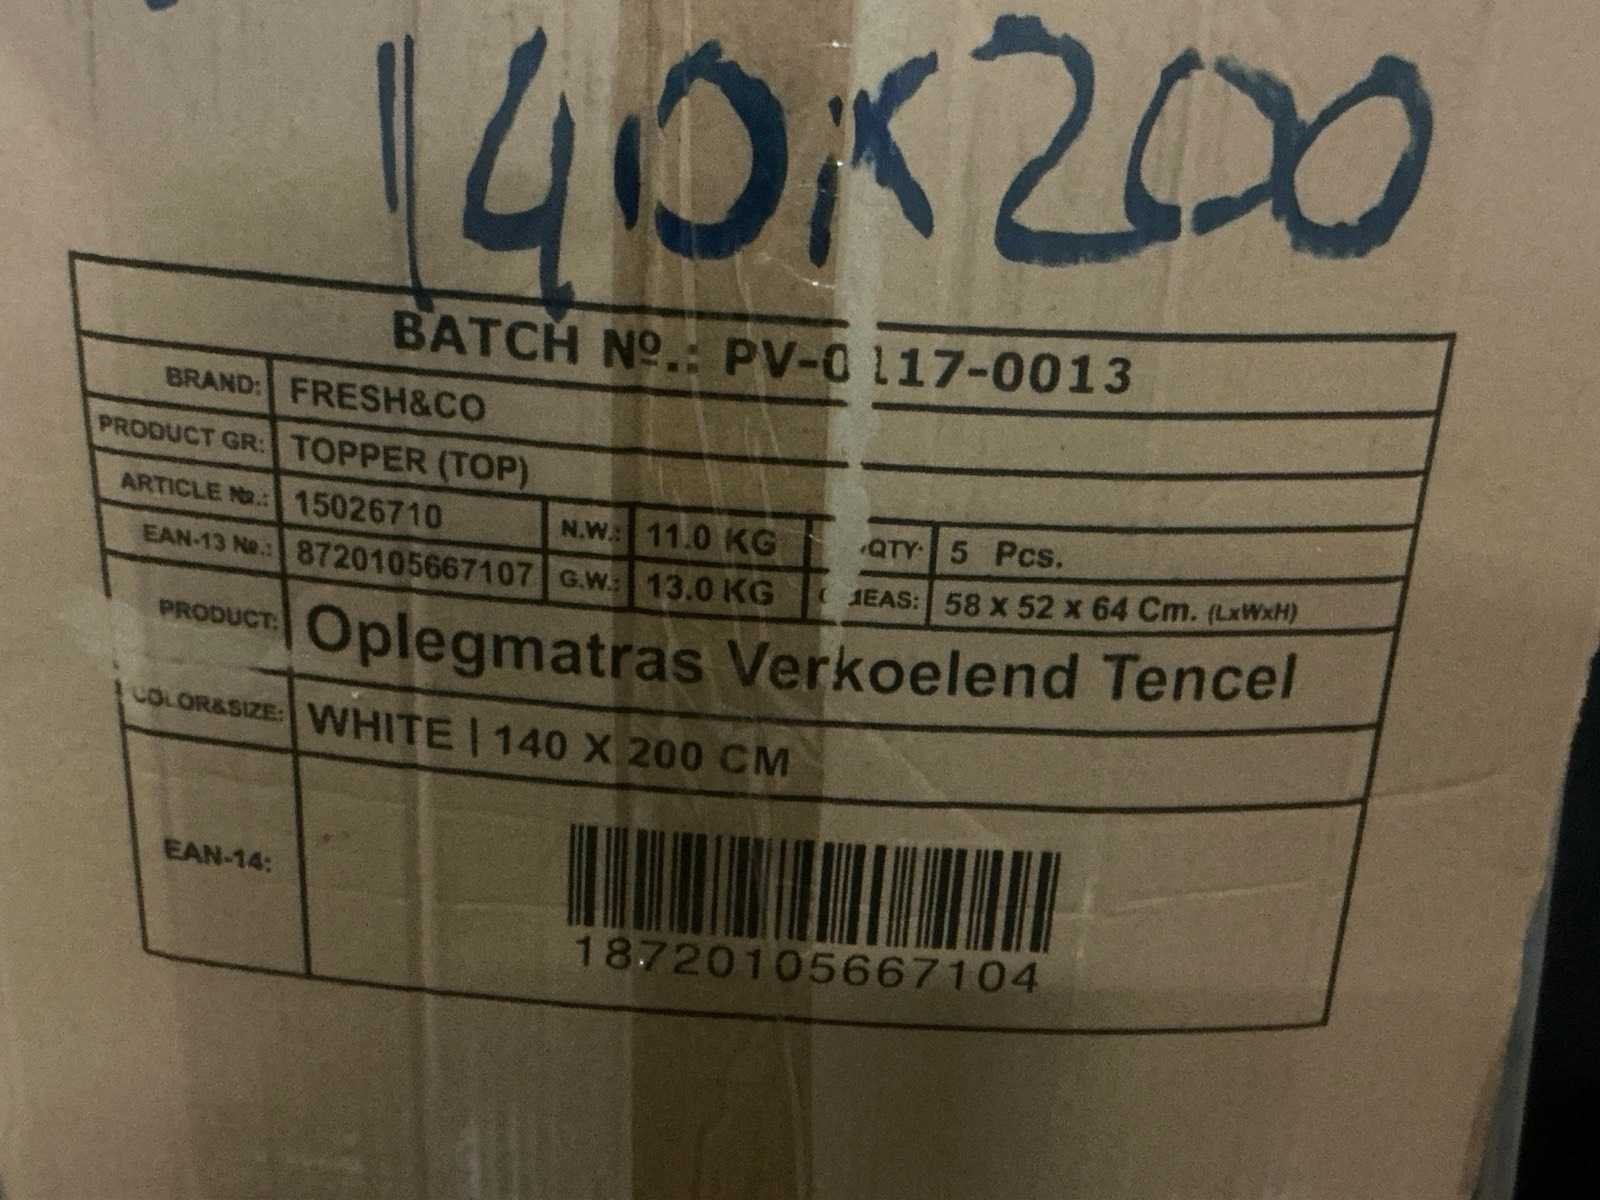 140x200
BATCH Nº.: PV-0117-0013
BRAND: FRESH&CO
PRODUCT GR: TOPPER (TOP)
ARTICLE №.: 15026710 N.W.: 11.0 KG QTY: 5 Pcs.
EAN-13 №.: 8720105667107 G.W.: 13.0 KG MEAS: 58 x 52 x 64 Cm. (LxWxH)
PRODUCT: Oplegmatras Verkoelend Tencel
COLOR&SIZE: WHITE | 140 X 200 CM
EAN-14:
18720105667104